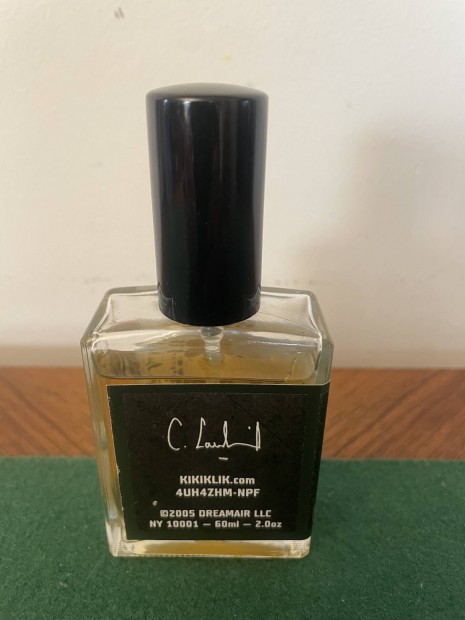 KIKIKLIK.com
4UH4ZHM-NPF
©2005 DREAMAIR LLC
NY 10001 — 60ml — 2.0oz